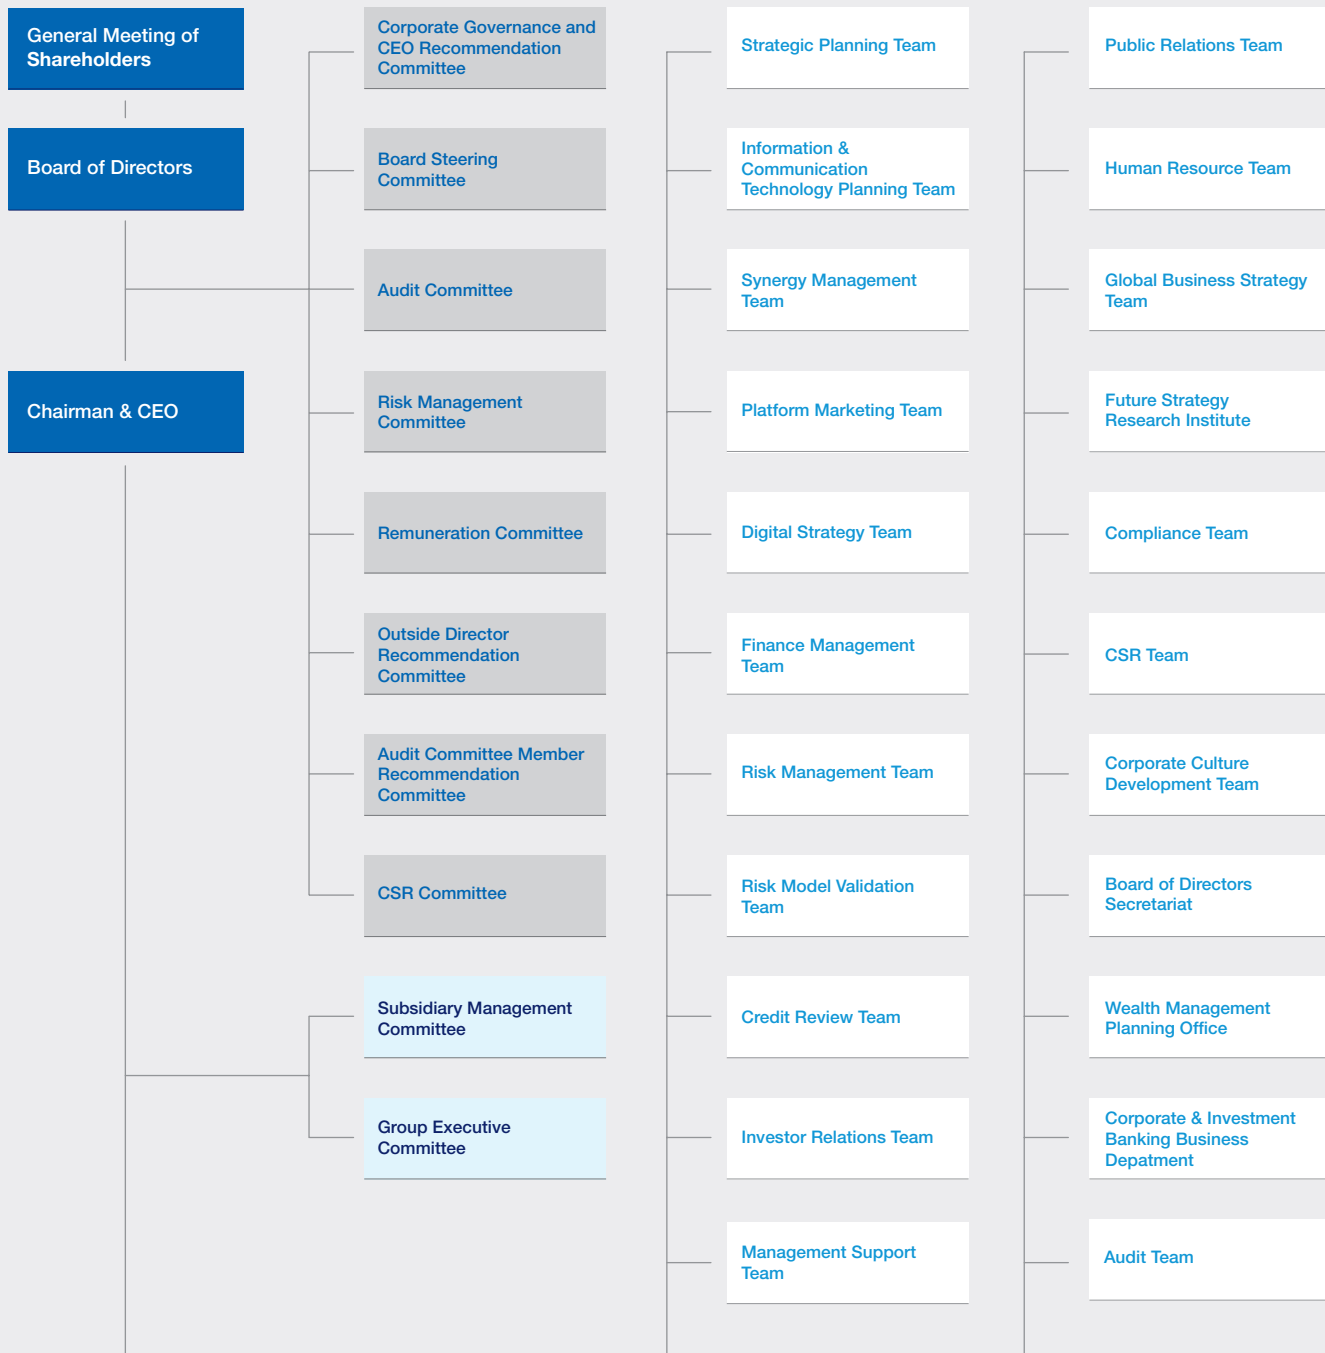 General Meeting of
Shareholders
Board of Directors
Chairman & CEO
Corporate Governance and
CEO Recommendation
Committee
Board Steering
Committee
Audit Committee
Risk Management
Committee
Remuneration Committee
Outside Director
Recommendation
Committee
Audit Committee Member
Recommendation
Committee
CSR Committee
Subsidiary Management
Committee
Group Executive
Committee
Strategic Planning Team
Information &
Communication
Technology Planning Team
Synergy Management
Team
Platform Marketing Team
Digital Strategy Team
Finance Management
Team
Risk Management Team
Risk Model Validation
Team
Credit Review Team
Investor Relations Team
Management Support
Team
Public Relations Team
Human Resource Team
Global Business Strategy
Team
Future Strategy
Research Institute
Compliance Team
CSR Team
Corporate Culture
Development Team
Board of Directors
Secretariat
Wealth Management
Planning Office
Corporate & Investment
Banking Business
Depatment
Audit Team